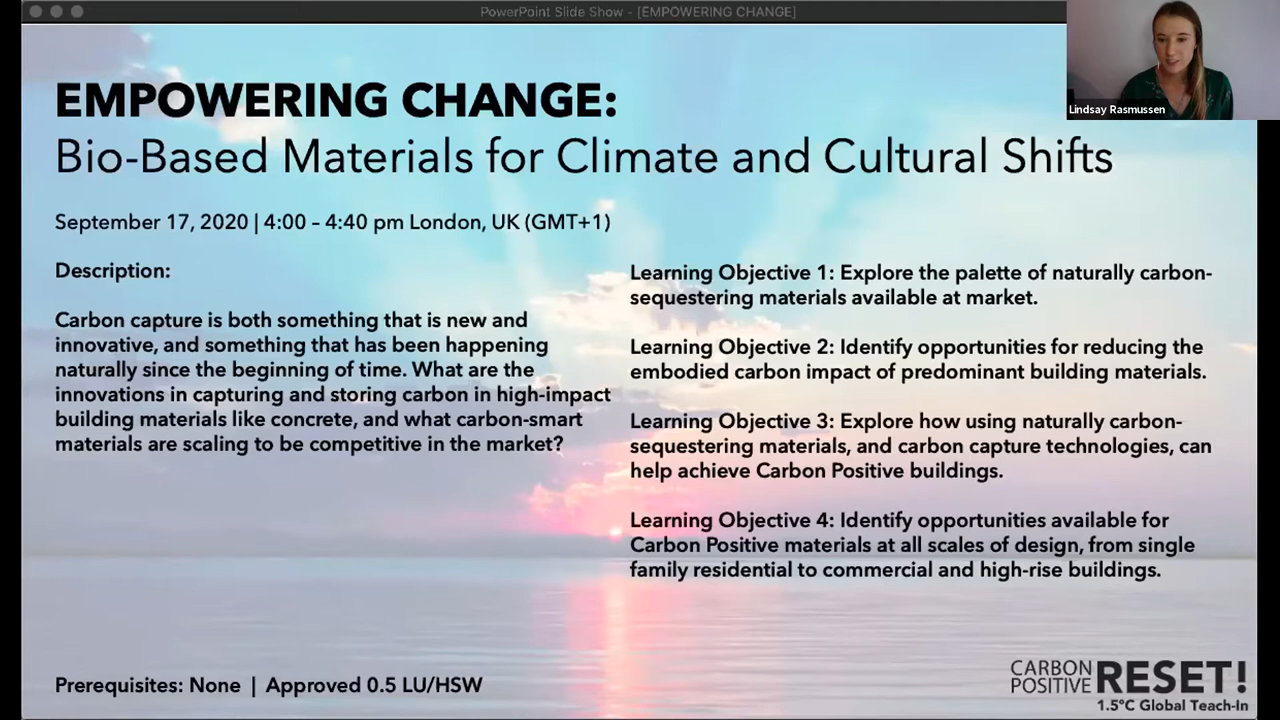 PowerPoint Slide Show - [EMPOWERING CHANGE]
Lindsay Rasmussen
EMPOWERING CHANGE:
Bio-Based Materials for Climate and Cultural Shifts
September 17, 2020 | 4:00 – 4:40 pm London, UK (GMT+1)
Description:
Carbon capture is both something that is new and
innovative, and something that has been happening
naturally since the beginning of time. What are the
innovations in capturing and storing carbon in high-impact
building materials like concrete, and what carbon-smart
materials are scaling to be competitive in the market?
Learning Objective 1: Explore the palette of naturally carbon-
sequestering materials available at market.
Learning Objective 2: Identify opportunities for reducing the
embodied carbon impact of predominant building materials.
Learning Objective 3: Explore how using naturally carbon-
sequestering materials, and carbon capture technologies, can
help achieve Carbon Positive buildings.
Learning Objective 4: Identify opportunities available for
Carbon Positive materials at all scales of design, from single
family residential to commercial and high-rise buildings.
Prerequisites: None | Approved 0.5 LU/HSW
CARBON
POSITIVE RESET!
1.5°C Global Teach-In